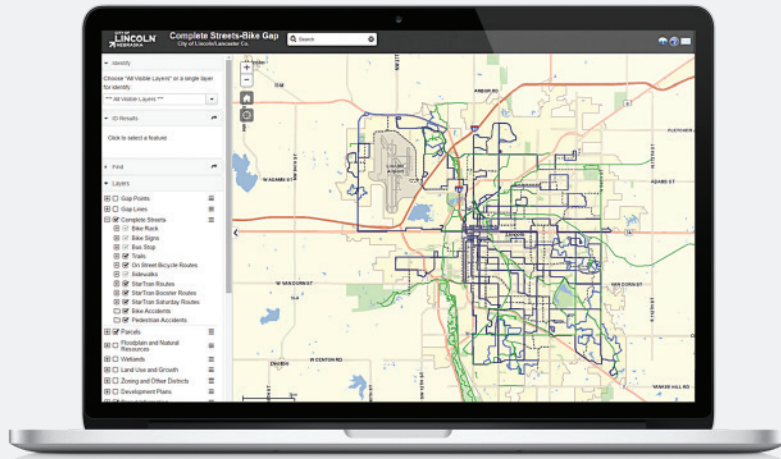 CITY OF
LINCOLN
NEBRASKA
Complete Streets-Bike Gap
City of Lincoln/Lancaster Co.
Search
Identify
Choose "All Visible Layers" or a single layer
for identify.
*** All Visible Layers ***
ID Results
Click to select a feature
Find
Layers
Gap Points
Gap Lines
Complete Streets
Bike Rack
Bike Signs
Bus Stop
Trails
On Street Bicycle Routes
Sidewalks
StarTran Routes
StarTran Booster Routes
StarTran Saturday Routes
Bike Accidents
Pedestrian Accidents
Parcels
Floodplain and Natural
Resources
Wetlands
Land Use and Growth
Zoning and Other Districts
Development Plans
ARBOR RD
FLETCHER
W ADAMS ST
ADAMS ST
W VAN DORN ST
VAN DORN ST
W DENTON RD
YANKEE HILL RD